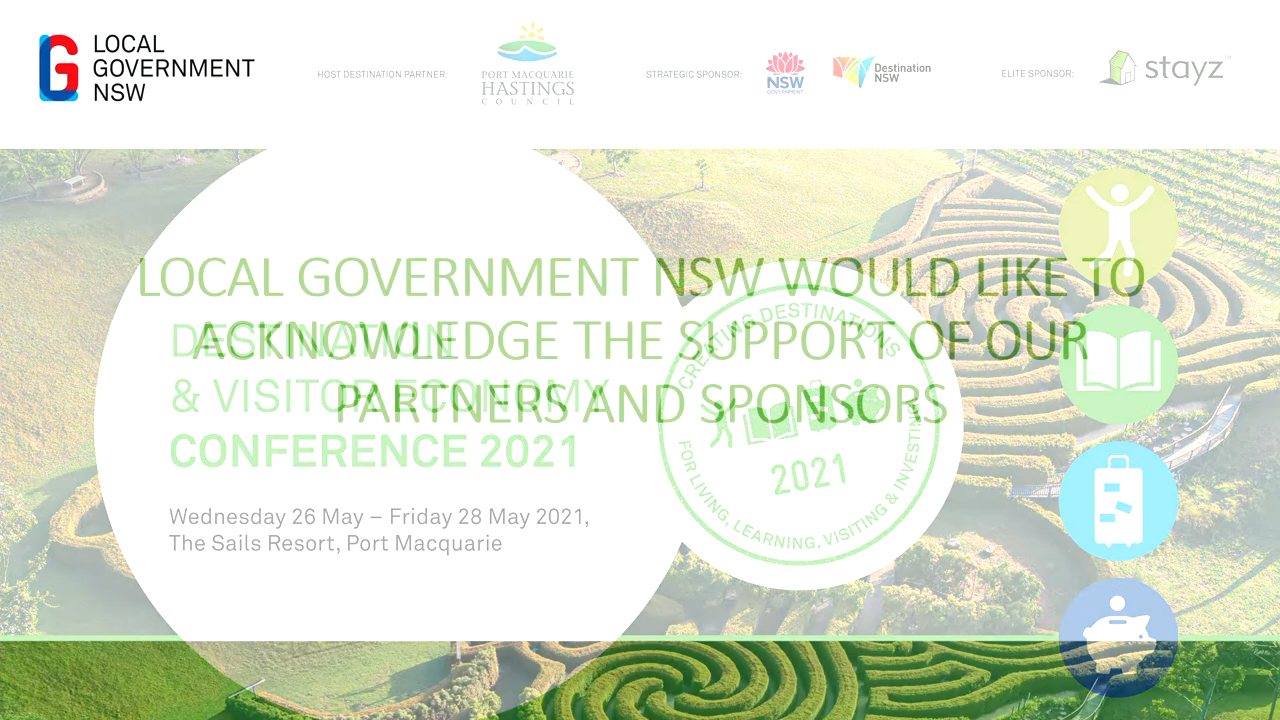 LOCAL
GOVERNMENT
NSW
HOST DESTINATION PARTNER:
PORT MACQUARIE
HASTINGS
COUNCIL
STRATEGIC SPONSOR:
NSW
GOVERNMENT
Destination
NSW
ELITE SPONSOR:
stayz™
LOCAL GOVERNMENT NSW WOULD LIKE TO
ACKNOWLEDGE THE SUPPORT OF OUR
PARTNERS AND SPONSORS
DESTINATION
& VISITOR ECONOMY
CONFERENCE 2021
Wednesday 26 May – Friday 28 May 2021,
The Sails Resort, Port Macquarie
CREATING DESTINATIONS
2021
FOR LIVING, LEARNING, VISITING & INVESTING